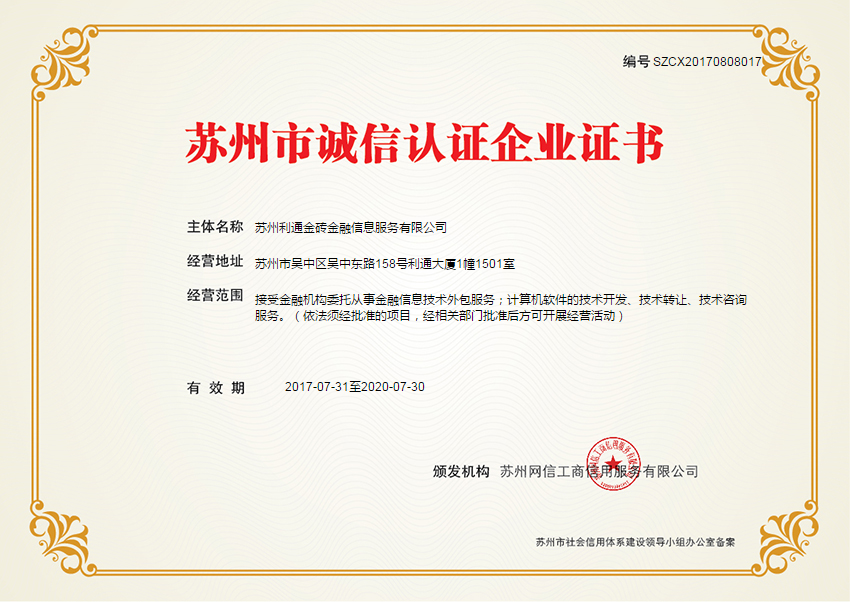 编号 SZCX20170808017
苏州市诚信认证企业证书
主体名称 苏州利通金砖金融信息服务有限公司
经营地址 苏州市吴中区吴中东路158号利通大厦1幢1501室
经营范围 接受金融机构委托从事金融信息技术外包服务；计算机软件的技术开发、技术转让、技术咨询
服务。（依法须经批准的项目，经相关部门批准后方可开展经营活动）
有 效 期 2017-07-31至2020-07-30
颁发机构 苏州网信工商信用服务有限公司
苏州市社会信用体系建设领导小组办公室备案